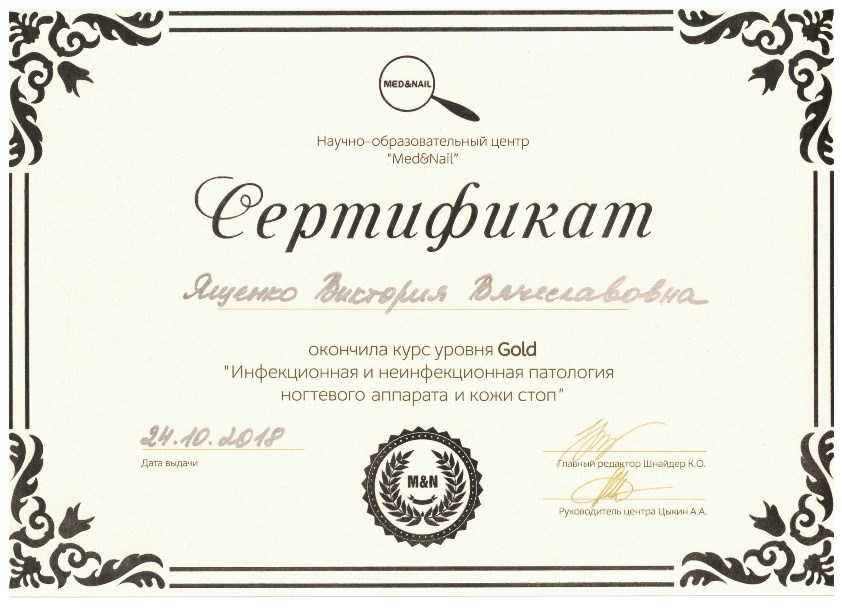 MED&NAIL
Научно-образовательный центр
"Med&Nail"
Сертификат
Ященко Виктория Вячеславовна
окончила курс уровня Gold
"Инфекционная и неинфекционная патология
ногтевого аппарата и кожи стоп"
24.10.2018
Дата выдачи
M&N
Главный редактор Шнайдер К.О.
Руководитель центра Цыкин А.А.